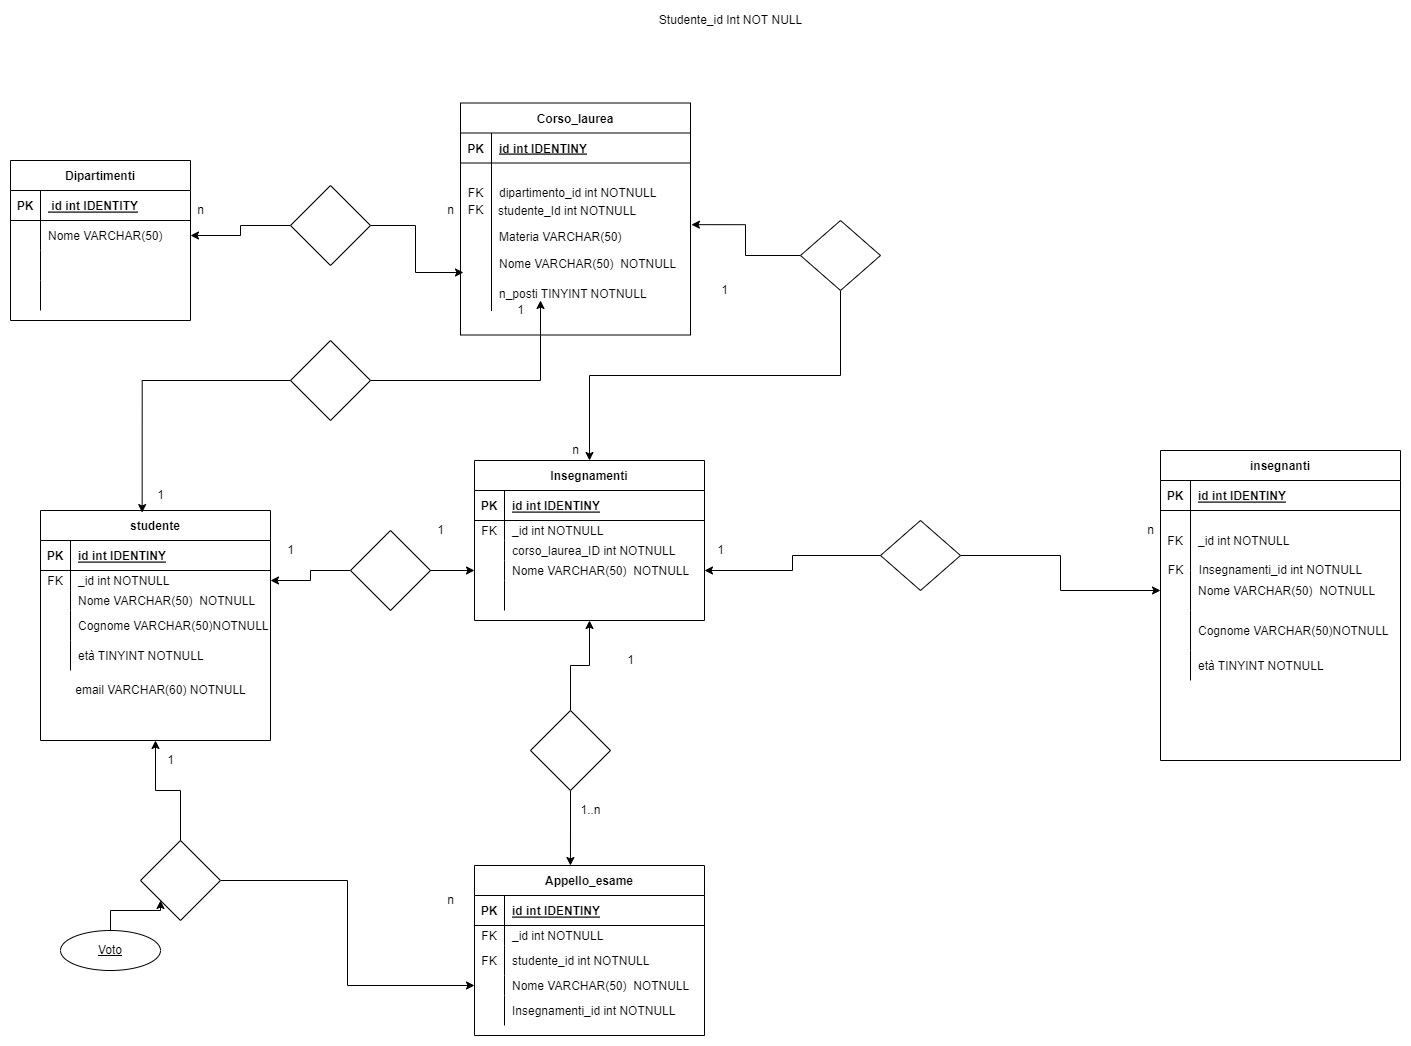 Studente_id Int NOT NULL
Corso_laurea
PK id int IDENTINY
FK dipartimento_id int NOTNULL
FK studente_Id int NOTNULL
Materia VARCHAR(50)
Nome VARCHAR(50) NOTNULL
n_posti TINYINT NOTNULL
1
Dipartimenti
PK id int IDENTITY
Nome VARCHAR(50)
n
n
1
1
n
studente
PK id int IDENTINY
FK _id int NOTNULL
Nome VARCHAR(50) NOTNULL
Cognome VARCHAR(50)NOTNULL
età TINYINT NOTNULL
email VARCHAR(60) NOTNULL
1
1
Insegnamenti
PK id int IDENTINY
FK _id int NOTNULL
corso_laurea_ID int NOTNULL
Nome VARCHAR(50) NOTNULL
1
n
insegnanti
PK id int IDENTINY
FK _id int NOTNULL
FK Insegnamenti_id int NOTNULL
Nome VARCHAR(50) NOTNULL
Cognome VARCHAR(50)NOTNULL
età TINYINT NOTNULL
1
1
1..n
n
Voto
Appello_esame
PK id int IDENTINY
FK _id int NOTNULL
FK studente_id int NOTNULL
Nome VARCHAR(50) NOTNULL
Insegnamenti_id int NOTNULL